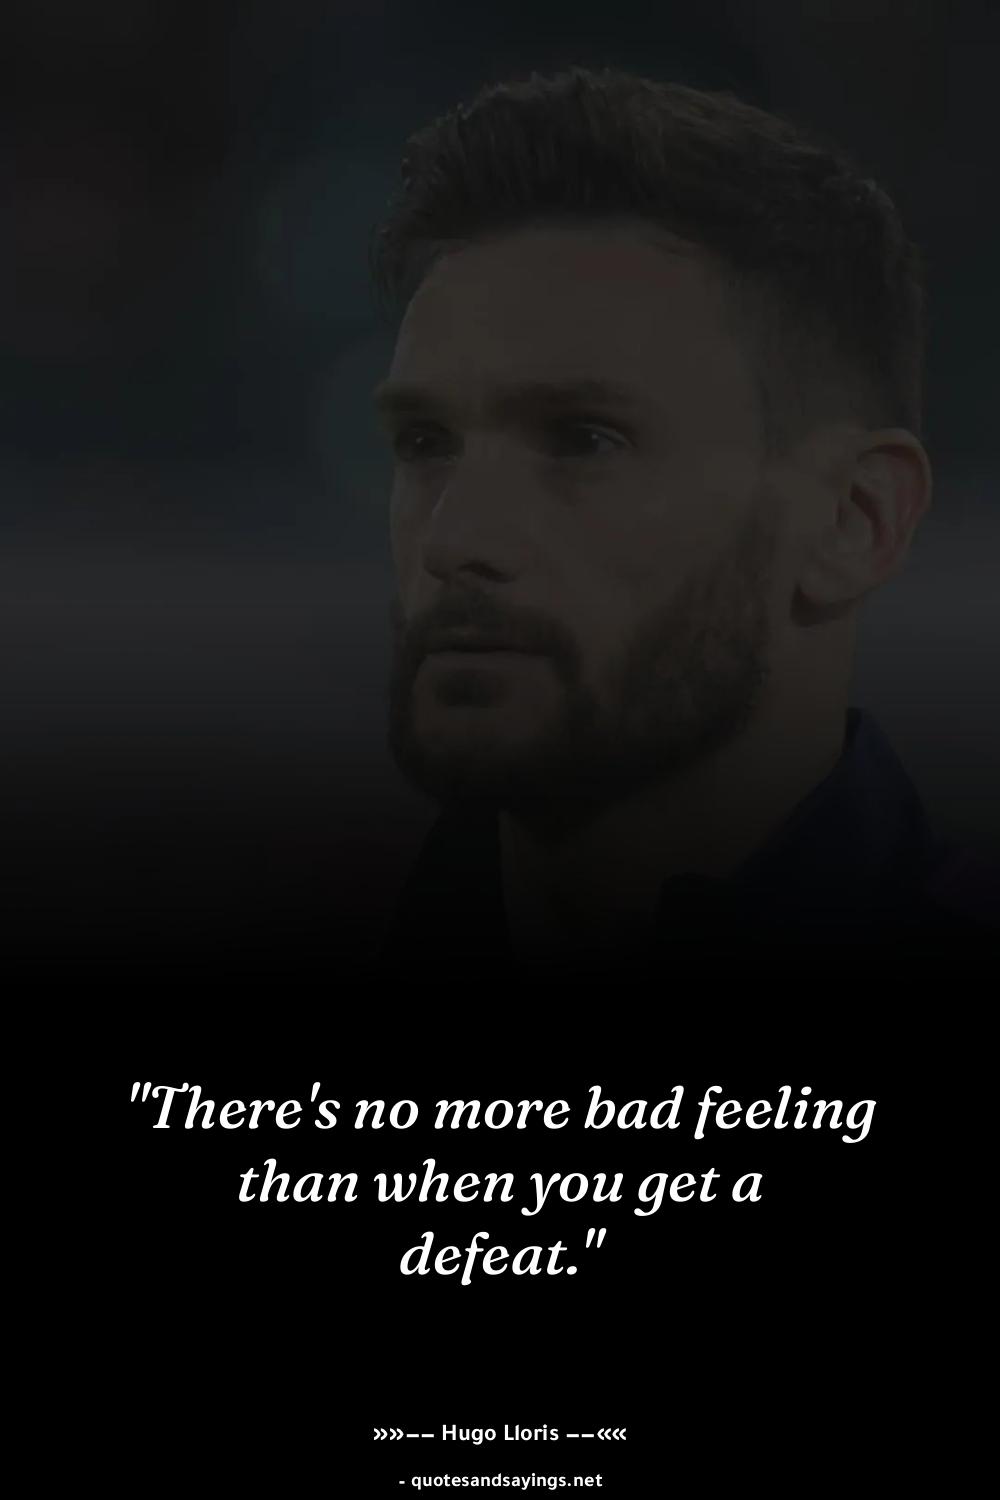 "There's no more bad feeling
than when you get a
defeat."
»»–– Hugo Lloris ––««
- quotesandsayings.net